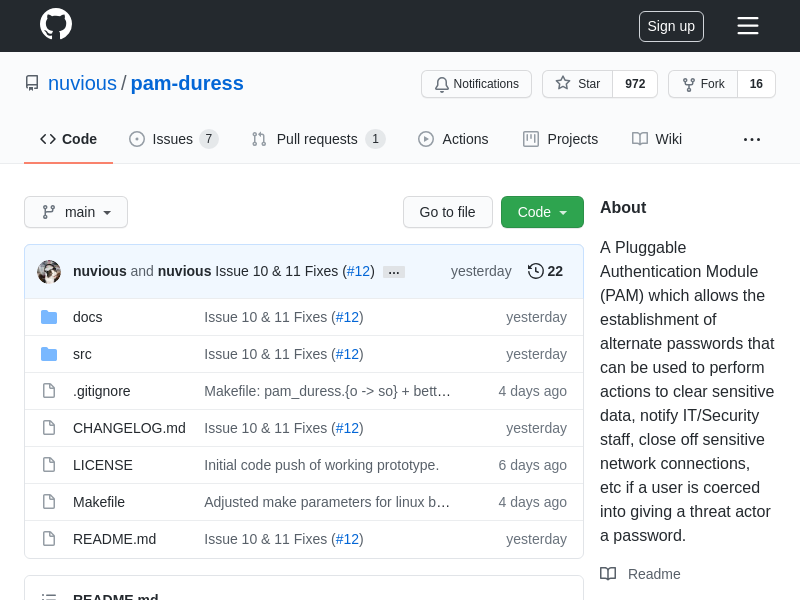 Sign up
nuvious / pam-duress
Notifications
Star 972
Fork 16
Code
Issues 7
Pull requests 1
Actions
Projects
Wiki
main
Go to file
Code
nuvious and nuvious Issue 10 & 11 Fixes (#12) … yesterday 22
docs Issue 10 & 11 Fixes (#12) yesterday
src Issue 10 & 11 Fixes (#12) yesterday
.gitignore Makefile: pam_duress.{o -> so} + bett… 4 days ago
CHANGELOG.md Issue 10 & 11 Fixes (#12) yesterday
LICENSE Initial code push of working prototype. 6 days ago
Makefile Adjusted make parameters for linux b… 4 days ago
README.md Issue 10 & 11 Fixes (#12) yesterday
README.md
About
A Pluggable
Authentication Module
(PAM) which allows the
establishment of
alternate passwords that
can be used to perform
actions to clear sensitive
data, notify IT/Security
staff, close off sensitive
network connections,
etc if a user is coerced
into giving a threat actor
a password.
Readme